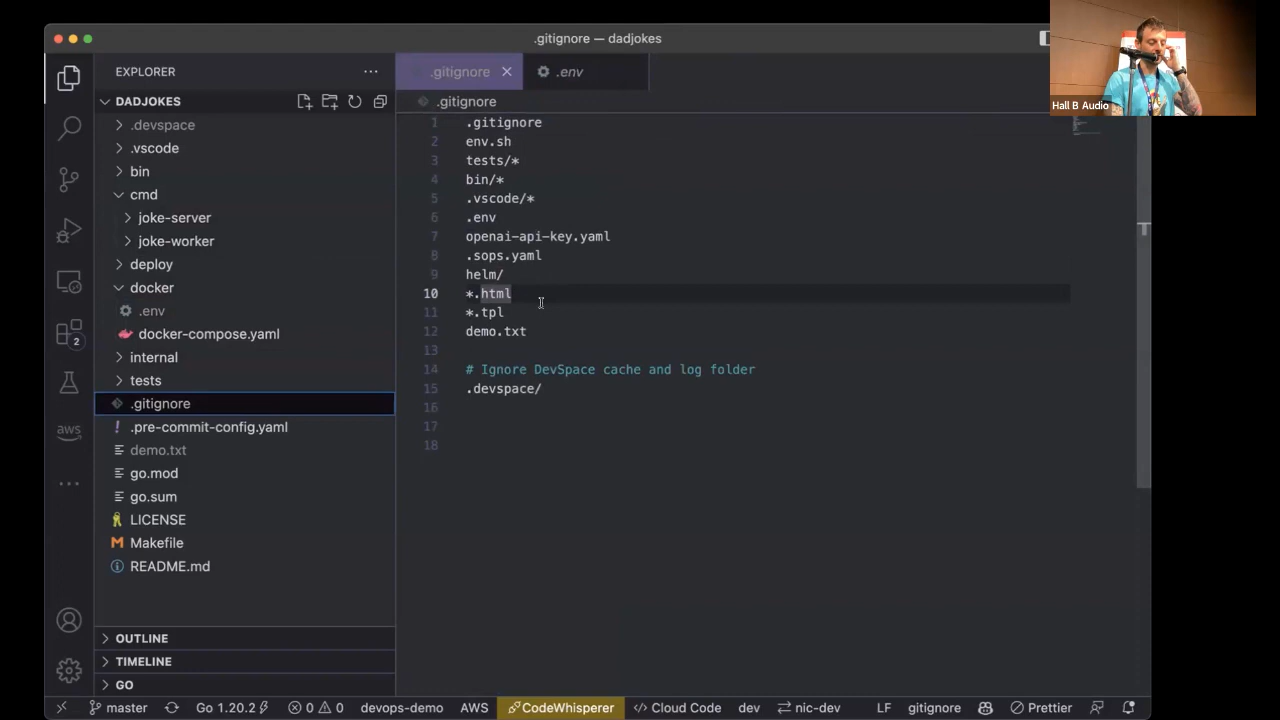 .gitignore — dadjokes
EXPLORER
.gitignore
.env
DADJOKES
.devspace
.vscode
bin
cmd
joke-server
joke-worker
deploy
docker
.env
docker-compose.yaml
internal
tests
.gitignore
.pre-commit-config.yaml
demo.txt
go.mod
go.sum
LICENSE
Makefile
README.md
OUTLINE
TIMELINE
GO
2
aws
.gitignore
1 .gitignore
2 env.sh
3 tests/*
4 bin/*
5 .vscode/*
6 .env
7 openai-api-key.yaml
8 .sops.yaml
9 helm/
10 *.html
11 *.tpl
12 demo.txt
13
14 # Ignore DevSpace cache and log folder
15 .devspace/
16
17
18
master Go 1.20.2 0 0 devops-demo AWS CodeWhisperer Cloud Code dev nic-dev LF gitignore Prettier
Hall B Audio